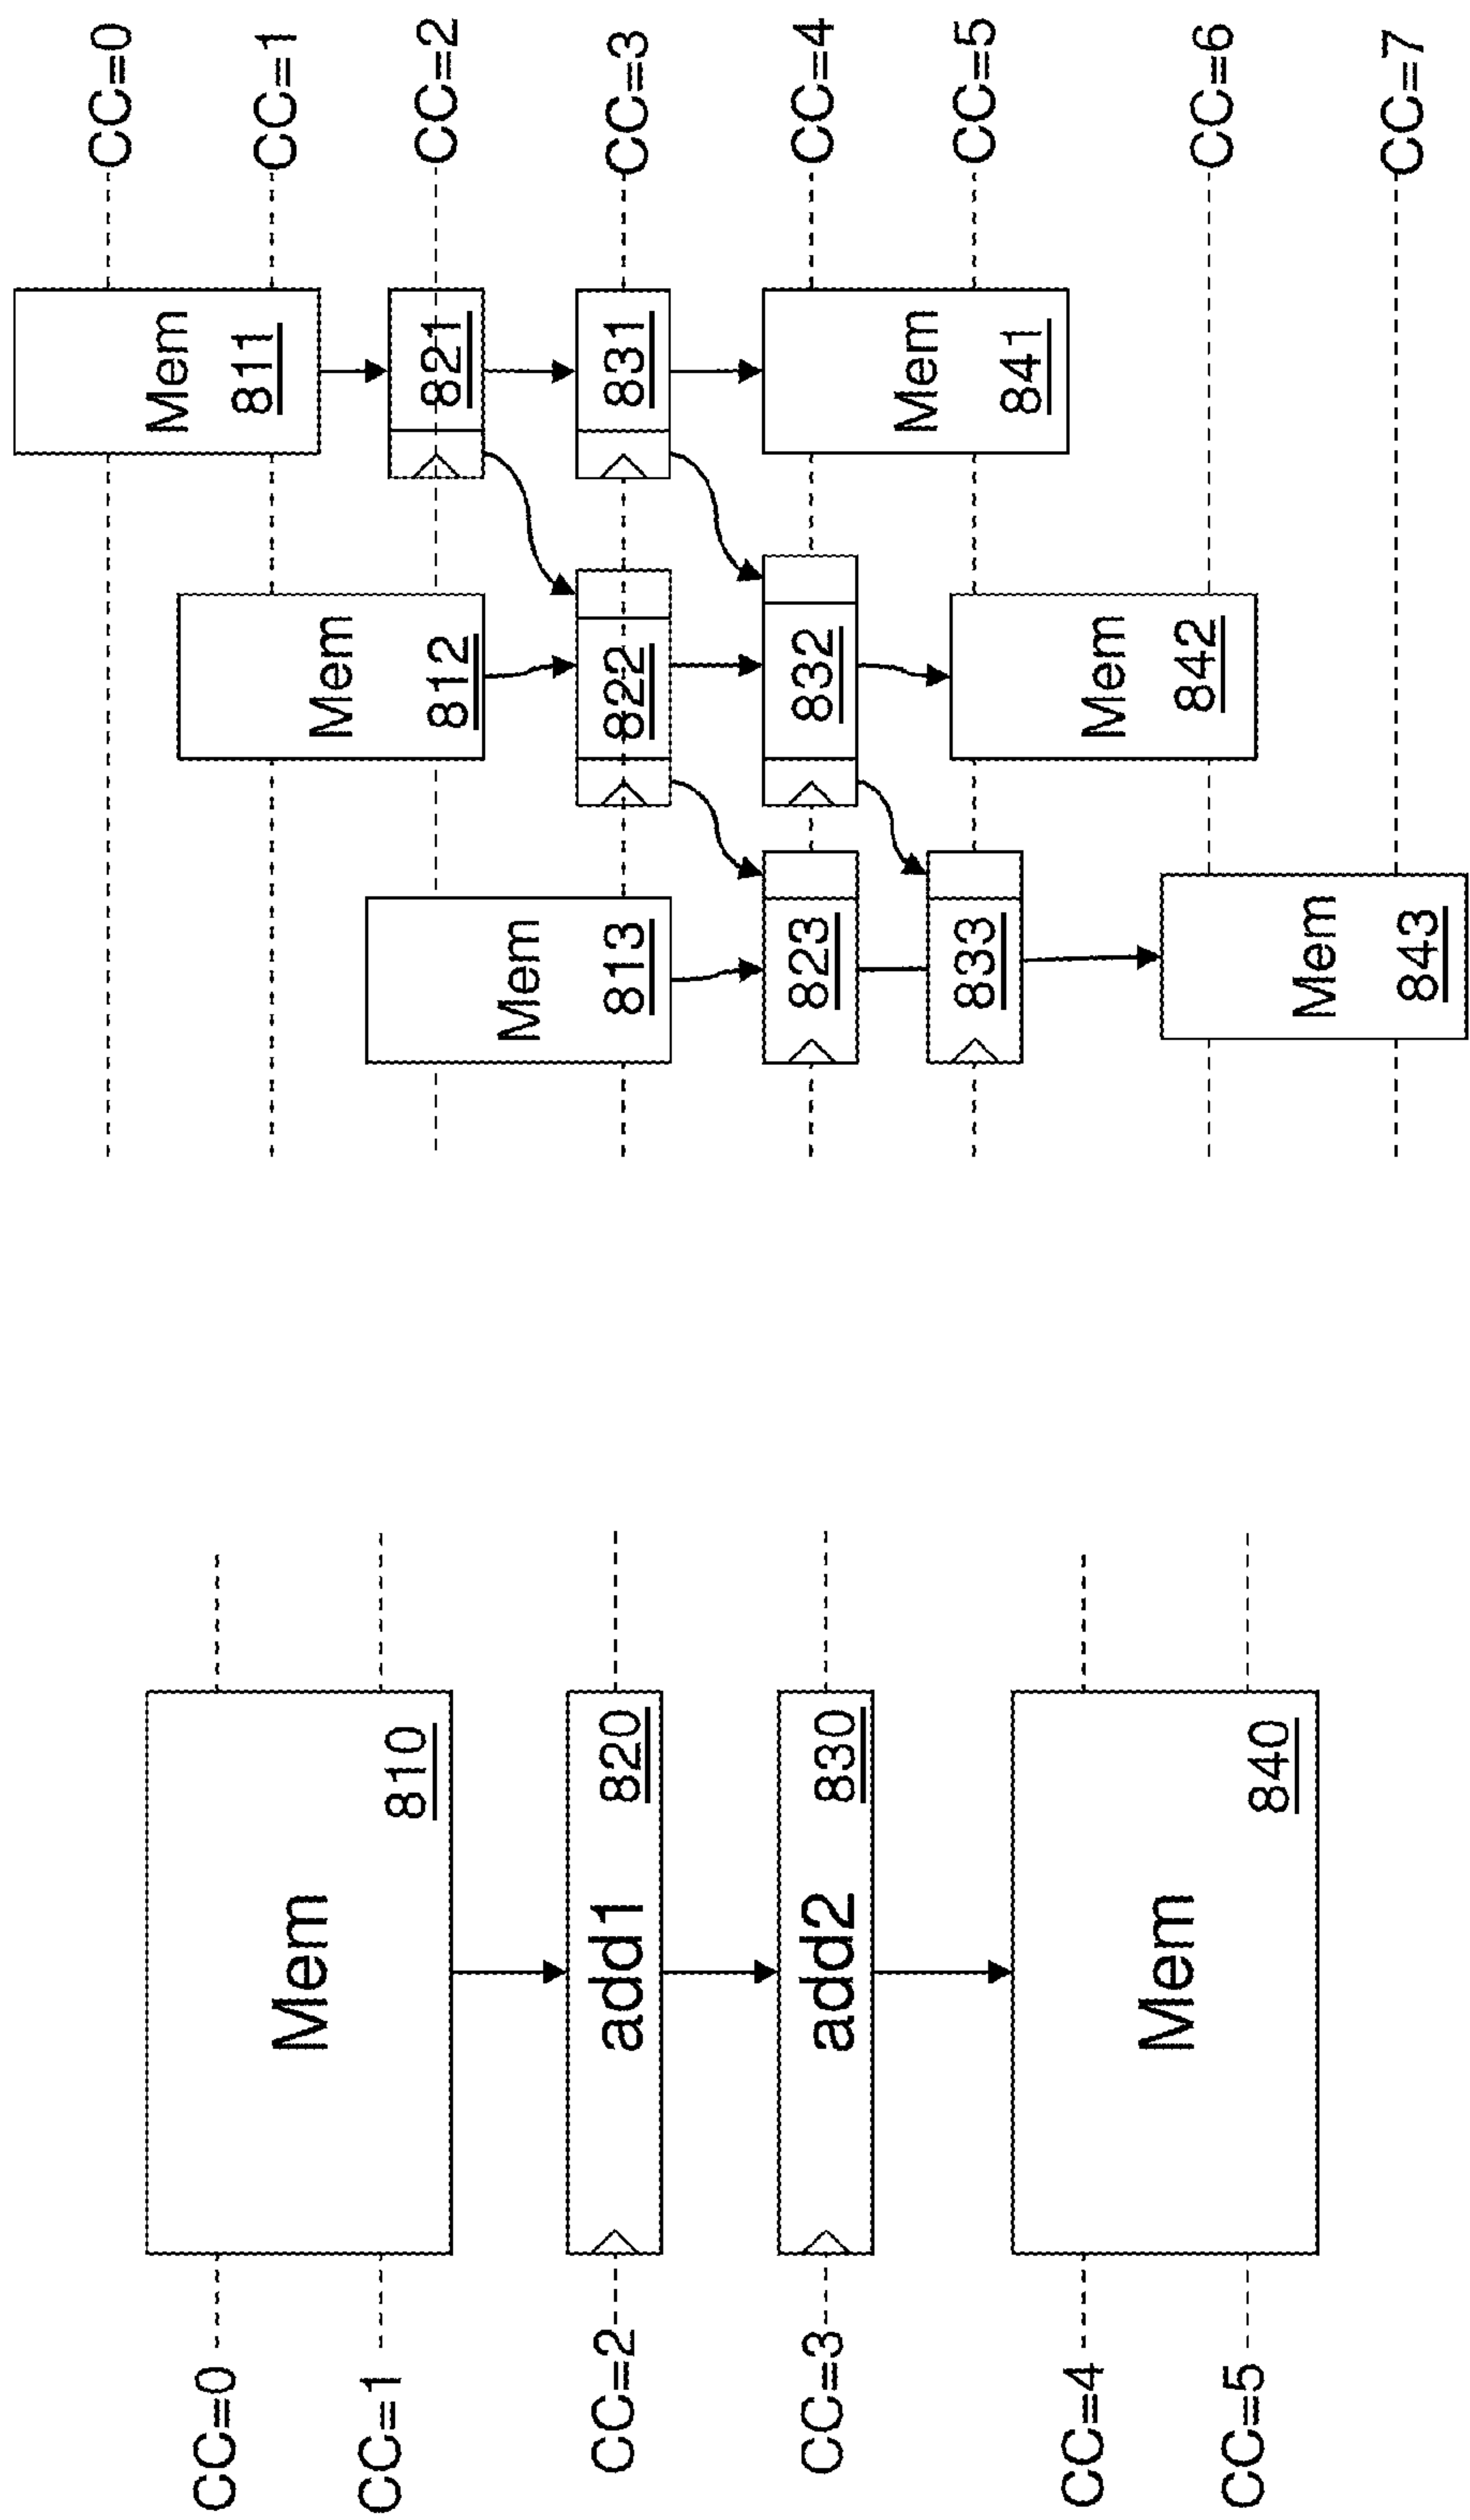 CC=0
CC=1
CC=2
CC=3
CC=4
CC=5
Mem
810
add1
820
add2
830
Mem
840
CC=0
CC=1
CC=2
CC=3
CC=4
CC=5
CC=6
CC=7
Mem
811
821
831
Mem
841
Mem
812
822
832
Mem
842
Mem
813
823
833
Mem
843